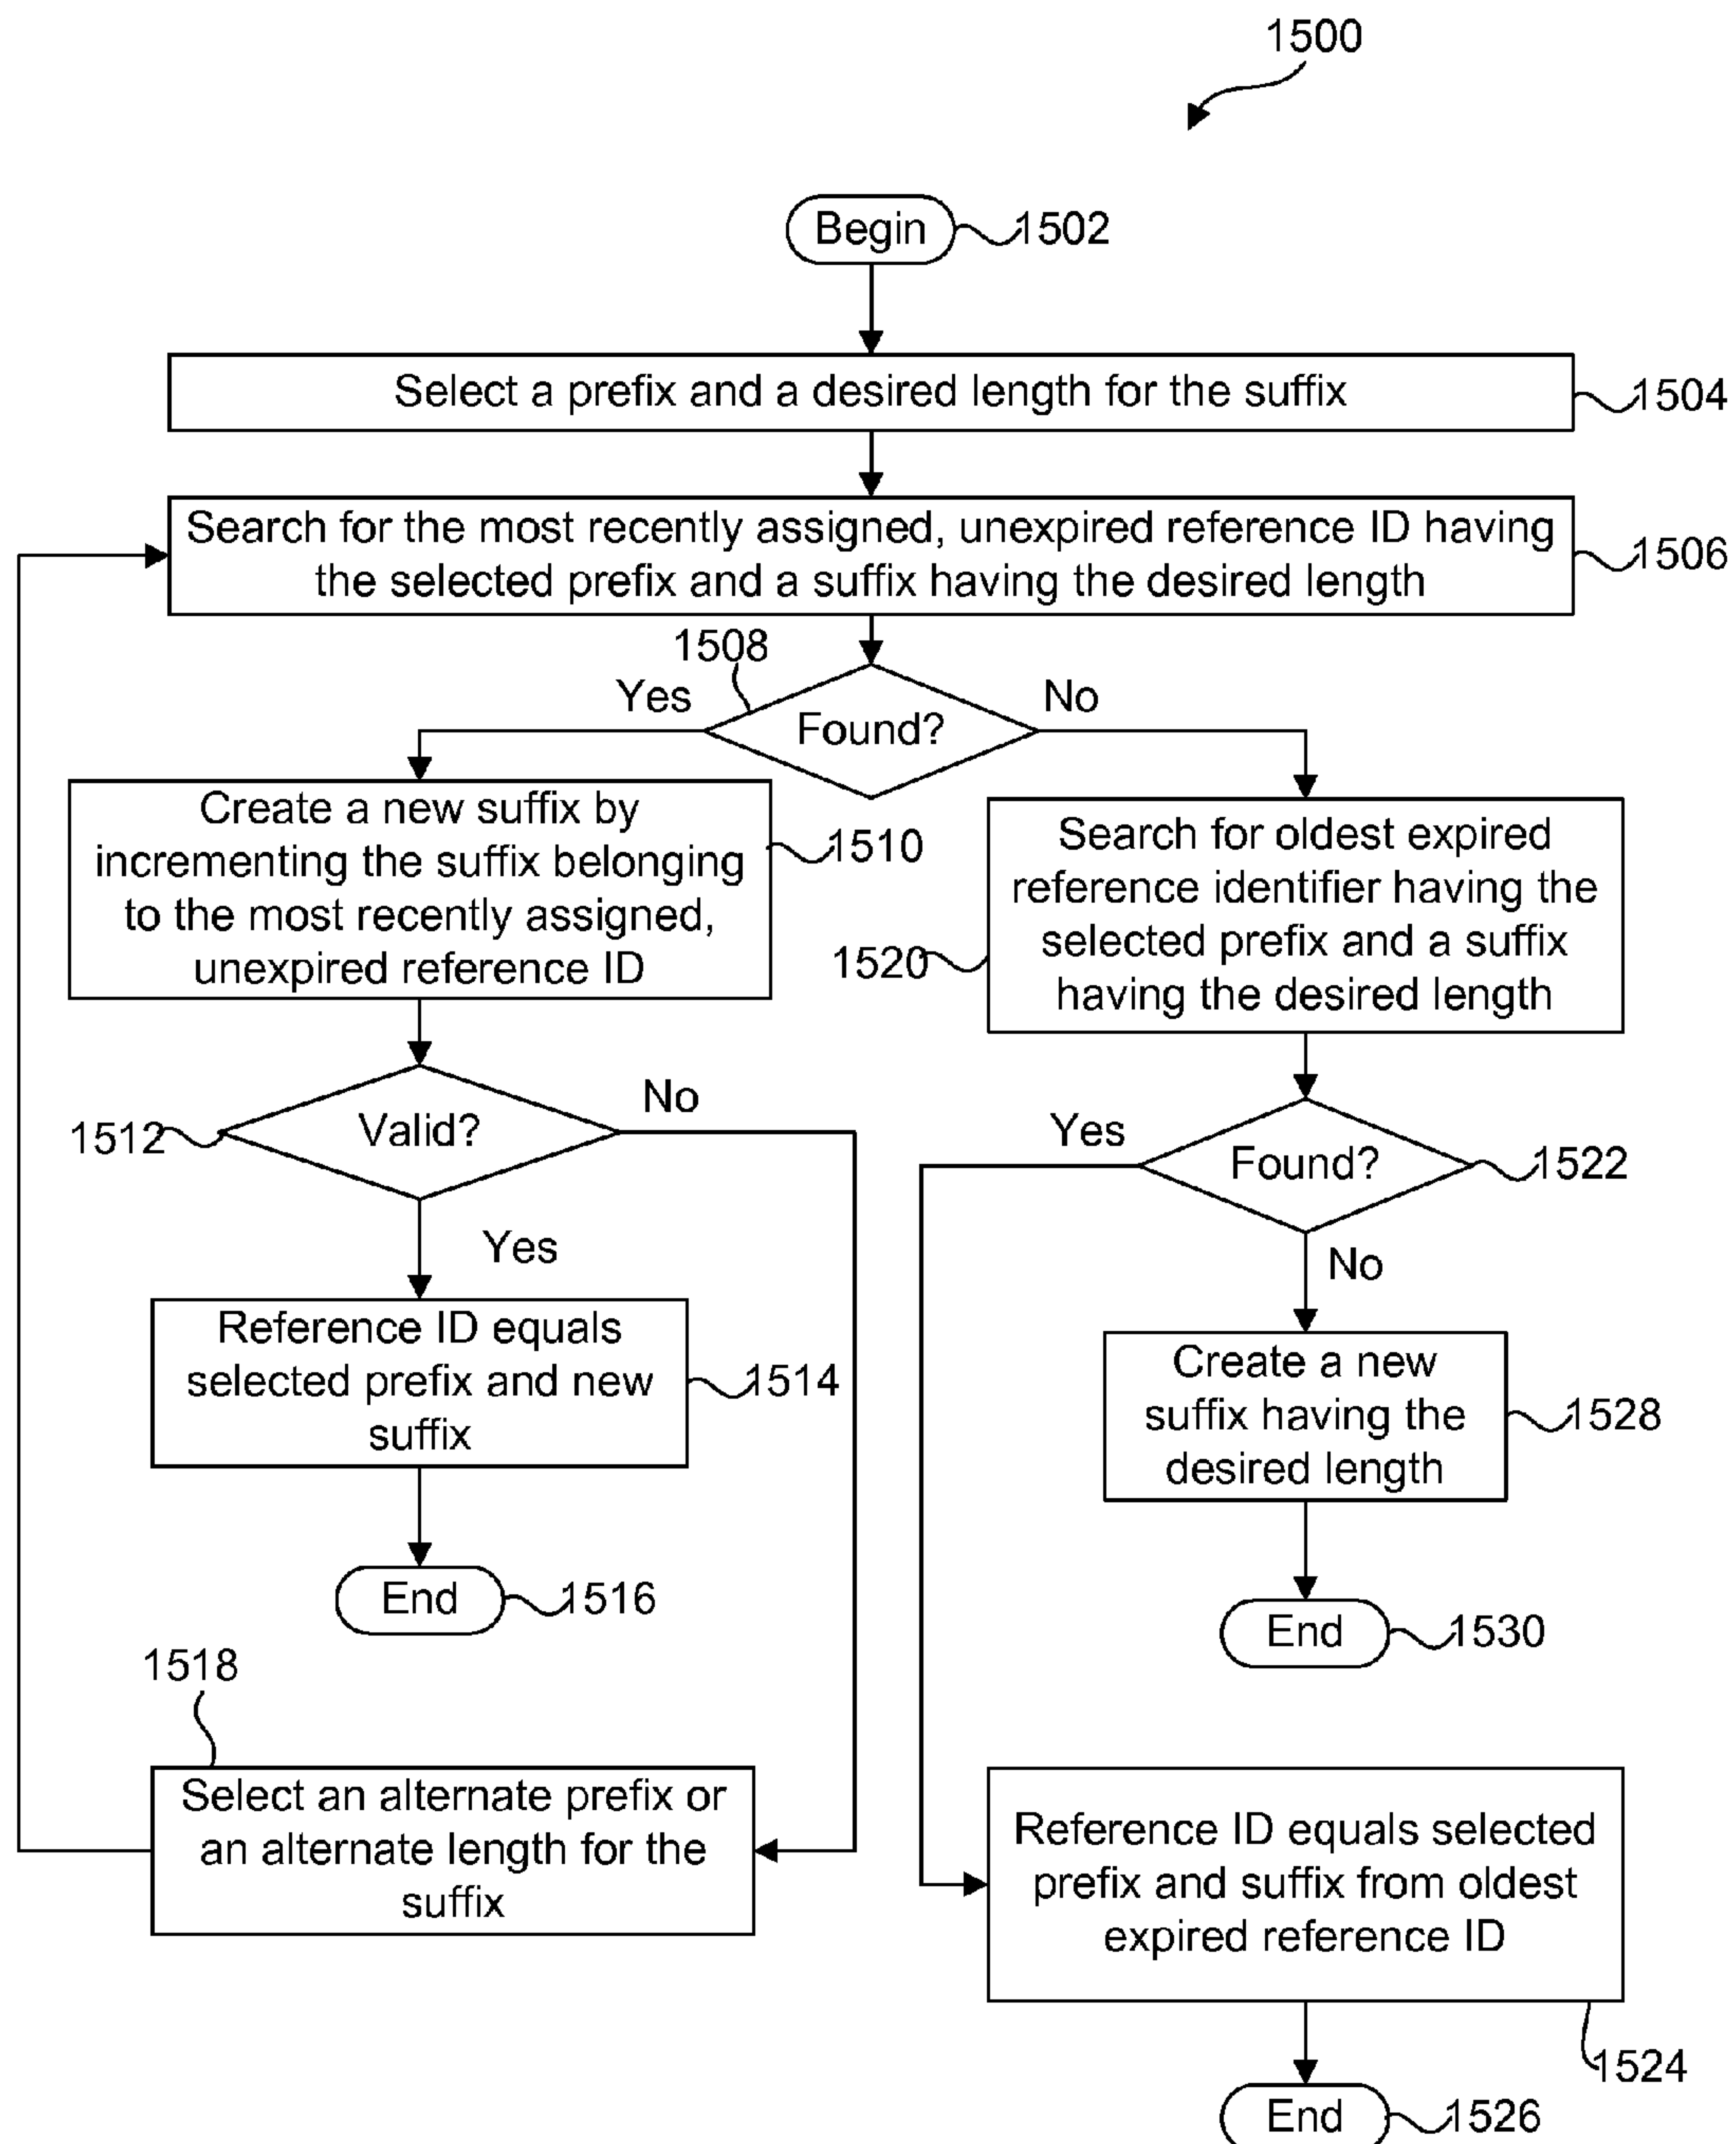 1500
Begin
1502
Select a prefix and a desired length for the suffix
1504
Search for the most recently assigned, unexpired reference ID having
the selected prefix and a suffix having the desired length
1506
1508
Yes
Found?
No
Create a new suffix by
incrementing the suffix belonging
to the most recently assigned,
unexpired reference ID
1510
Search for oldest expired
reference identifier having the
selected prefix and a suffix
having the desired length
1520
Valid?
No
1512
Yes
Found?
1522
Yes
No
Reference ID equals
selected prefix and new
suffix
1514
Create a new
suffix having the
desired length
1528
End
1516
End
1530
1518
Select an alternate prefix or
an alternate length for the
suffix
Reference ID equals selected
prefix and suffix from oldest
expired reference ID
1524
End
1526